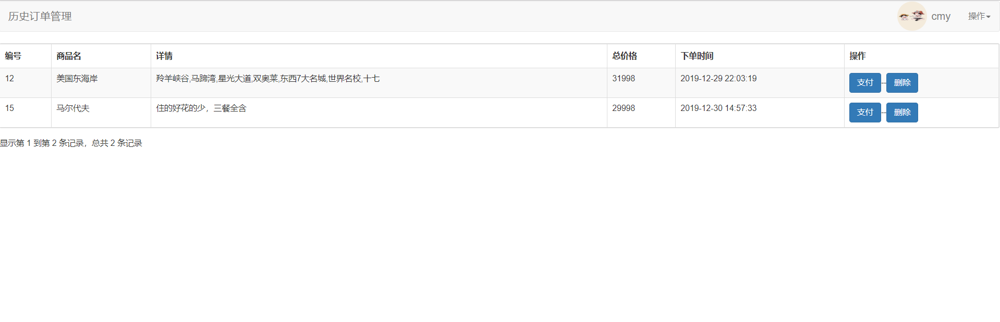 历史订单管理 cmy 操作
编号 商品名 详情 总价格 下单时间 操作
12 美国东海岸 羚羊峡谷,马蹄湾,星光大道,双奥莱,东西7大名城,世界名校,十七 31998 2019-12-29 22:03:19 支付--删除
15 马尔代夫 住的好花的少，三餐全含 29998 2019-12-30 14:57:33 支付--删除
显示第 1 到第 2 条记录，总共 2 条记录